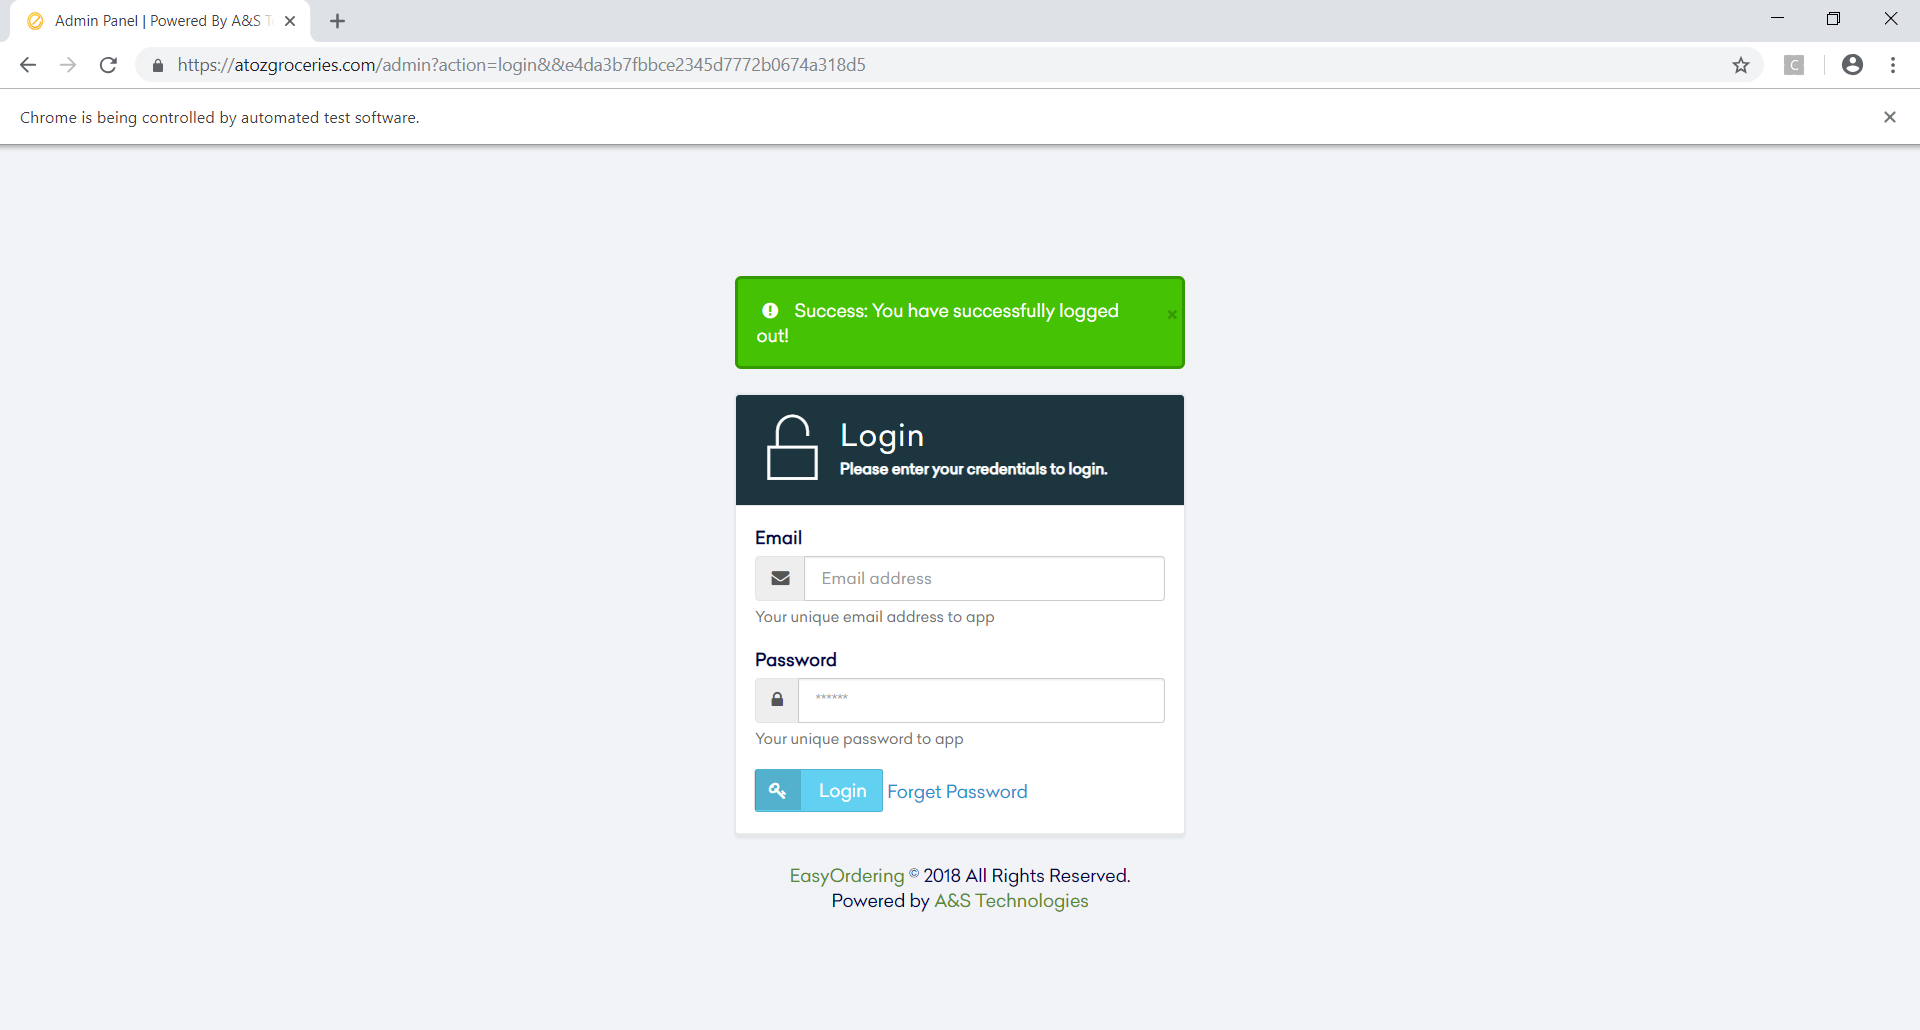 Admin Panel | Powered By A&S
https://atozgroceries.com/admin?action=login&&e4da3b7fbbce2345d7772b0674a318d5
C
Chrome is being controlled by automated test software.
Success: You have successfully logged
out!
Login
Please enter your credentials to login.
Email
Email address
Your unique email address to app
Password
******
Your unique password to app
Login Forget Password
EasyOrdering © 2018 All Rights Reserved.
Powered by A&S Technologies